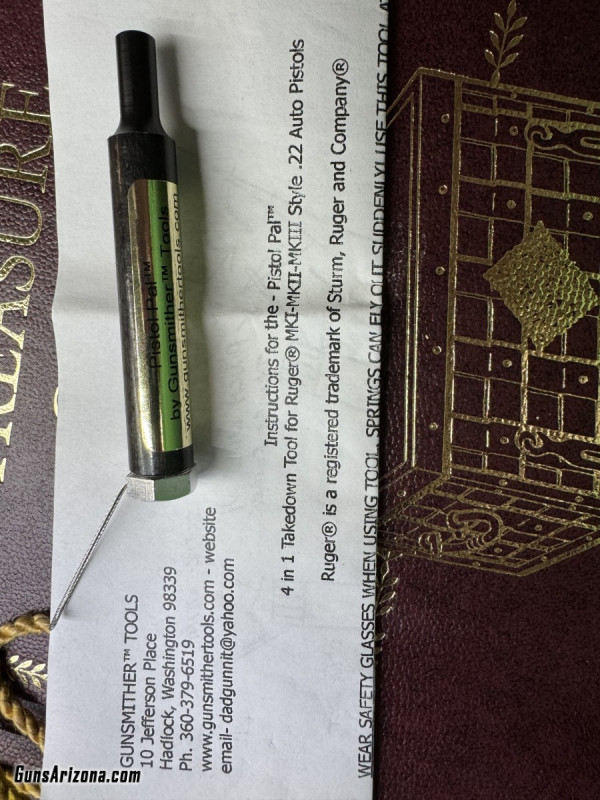 TREASURE
Pistol Pal™
by Gunsmither™ Tools
www.gunsmithertools.com
Instructions for the - Pistol Pal™
4 in 1 Takedown Tool for Ruger® MKI-MKII-MKIII Style .22 Auto Pistols
Ruger® is a registered trademark of Sturm, Ruger and Company®
WEAR SAFETY GLASSES WHEN USING TOOL. SPRINGS CAN FLY OUT SUDDENLY! USE THIS TOOL AT
GUNSMITHER™ TOOLS
10 Jefferson Place
Hadlock, Washington 98339
Ph. 360-379-6519
www.gunsmithertools.com - website
email- dadgunnit@yahoo.com
GunsArizona.com